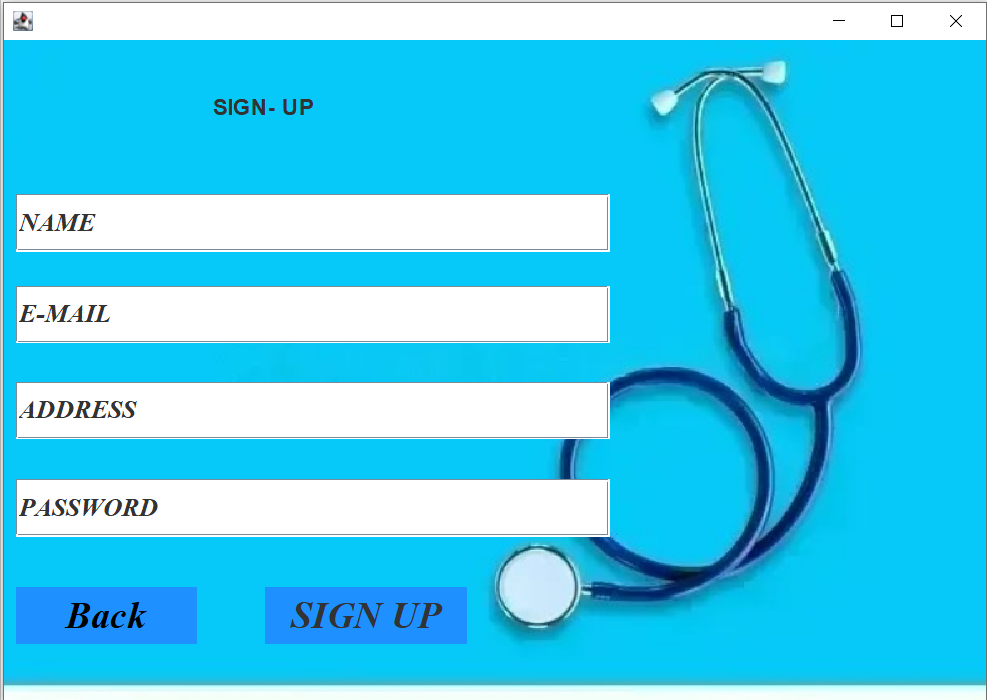 SIGN- UP
NAME
E-MAIL
ADDRESS
PASSWORD
Back
SIGN UP